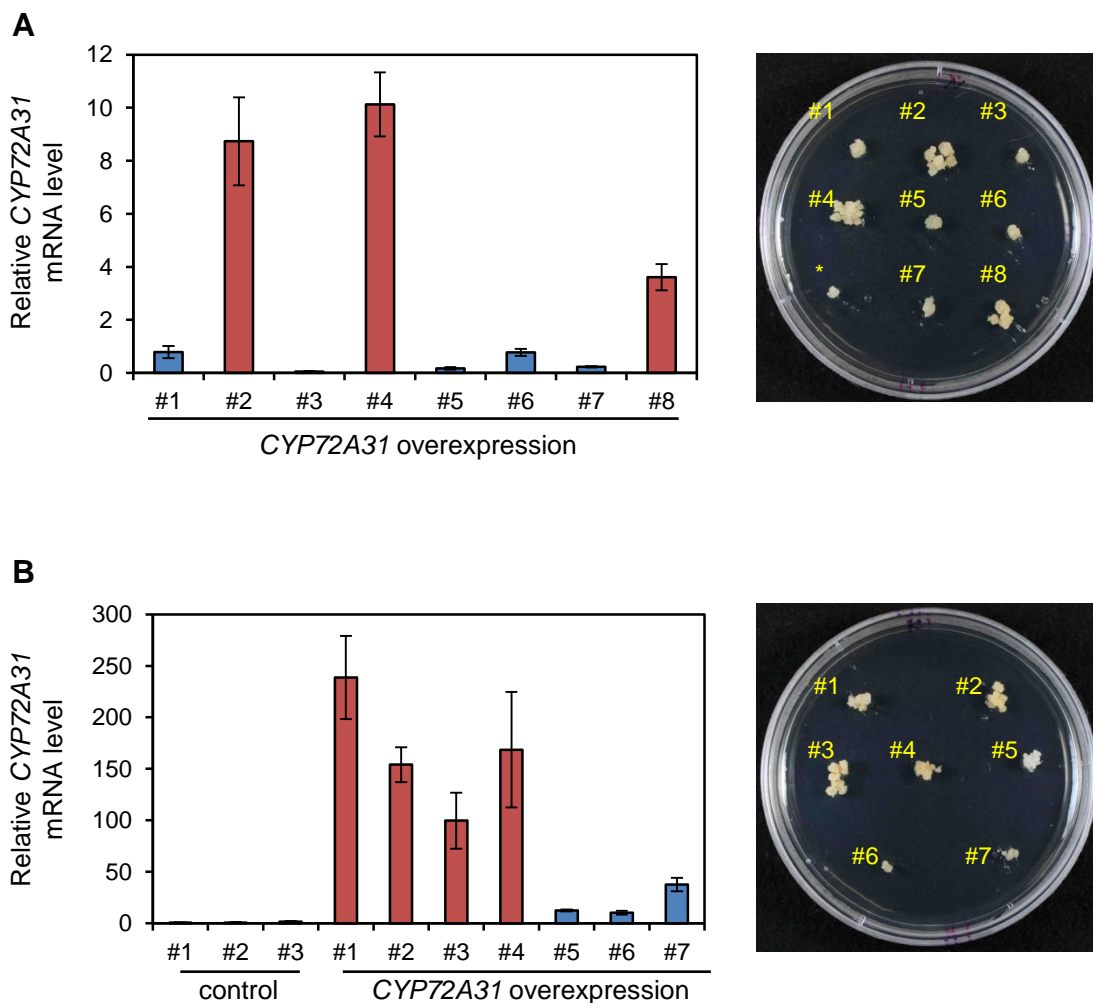 A
Relative CYP72A31
mRNA level
12
10
8
6
4
2
0
#1 #2 #3 #4 #5 #6 #7 #8
CYP72A31 overexpression
#1 #2 #3
#4 #5 #6
* #7 #8
B
Relative CYP72A31
mRNA level
300
250
200
150
100
50
0
#1 #2 #3 #1 #2 #3 #4 #5 #6 #7
control CYP72A31 overexpression
#1 #2
#3 #4 #5
#6 #7